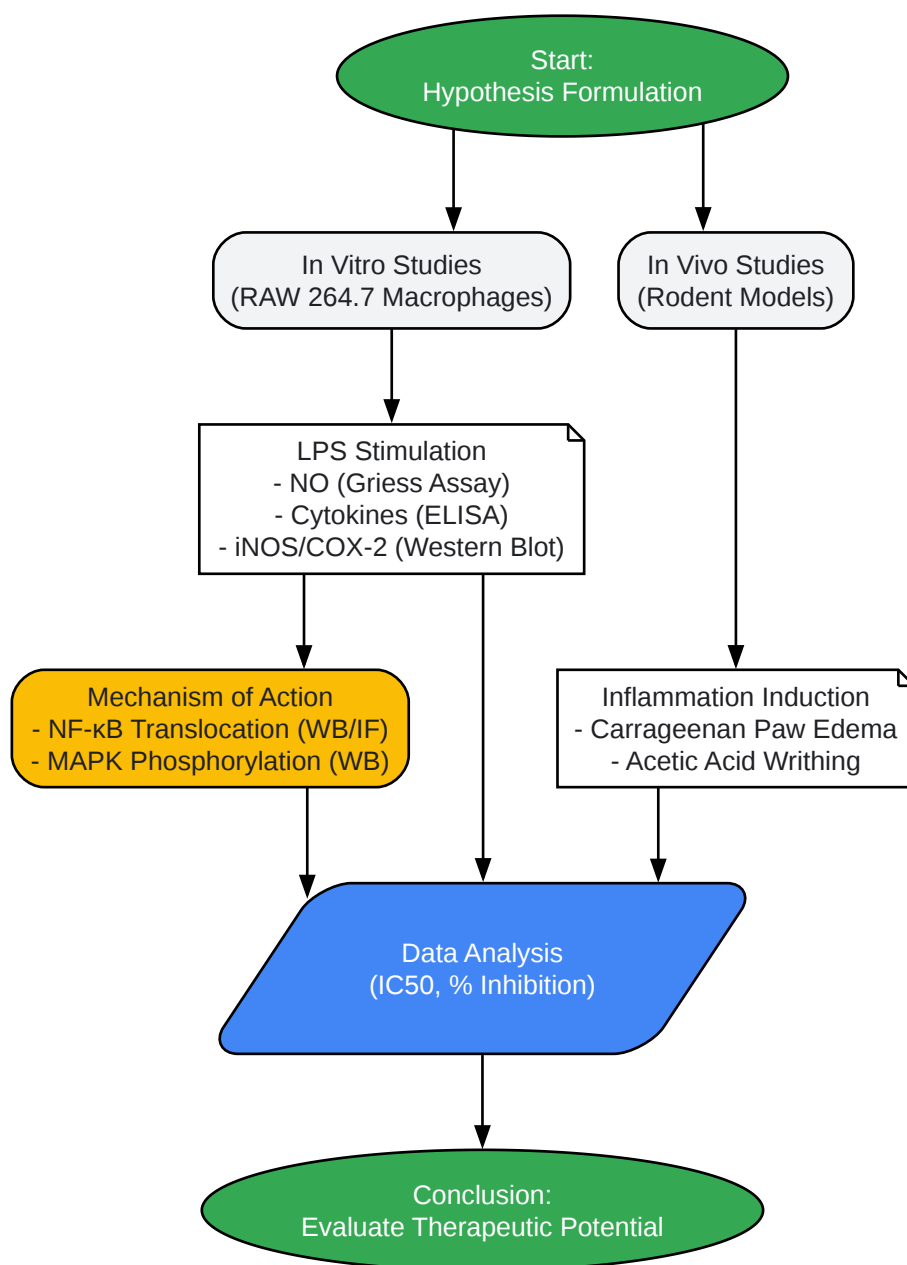 Start:
Hypothesis Formulation
In Vitro Studies
(RAW 264.7 Macrophages)
In Vivo Studies
(Rodent Models)
LPS Stimulation
- NO (Griess Assay)
- Cytokines (ELISA)
- iNOS/COX-2 (Western Blot)
Mechanism of Action
- NF-κB Translocation (WB/IF)
- MAPK Phosphorylation (WB)
Inflammation Induction
- Carrageenan Paw Edema
- Acetic Acid Writhing
Data Analysis
(IC50, % Inhibition)
Conclusion:
Evaluate Therapeutic Potential